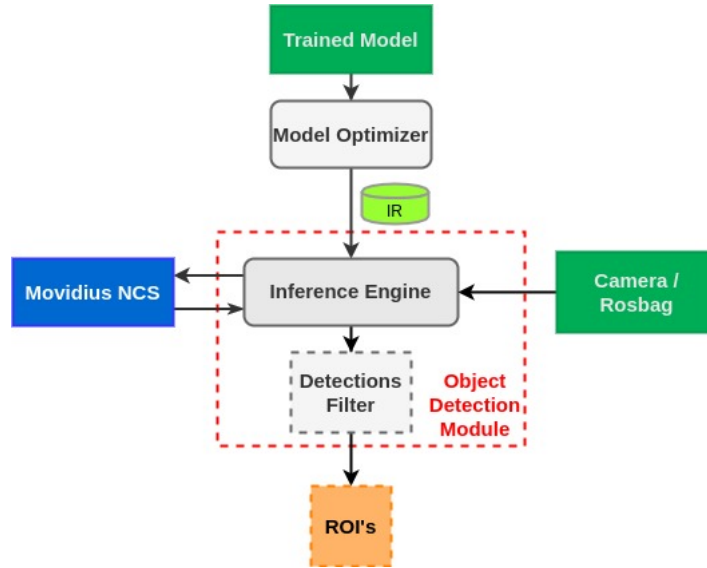 Trained Model
Model Optimizer
IR
Movidius NCS
Inference Engine
Camera /
Rosbag
Detections
Filter
Object
Detection
Module
ROI's